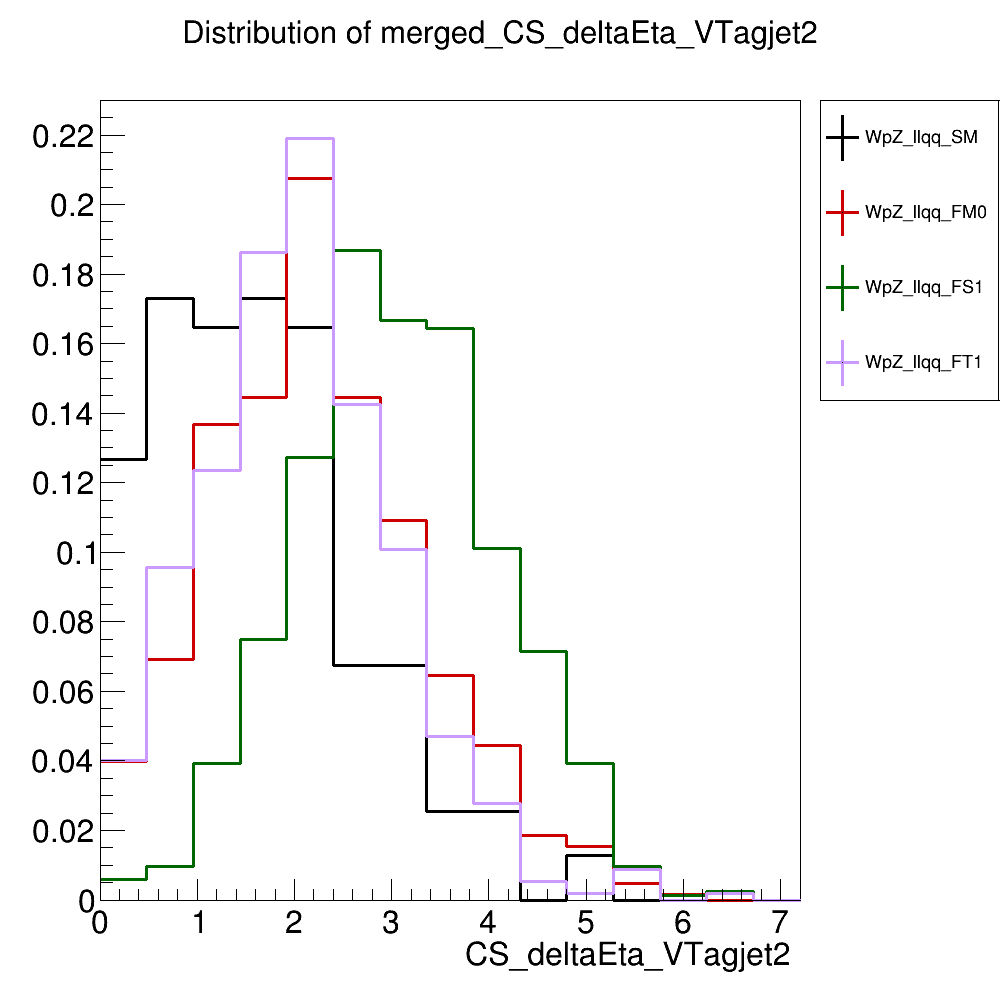 Distribution of merged_CS_deltaEta_VTagjet2
0.22
0.2
0.18
0.16
0.14
0.12
0.1
0.08
0.06
0.04
0.02
0
0 1 2 3 4 5 6 7
CS_deltaEta_VTagjet2
WpZ_llqq_SM
WpZ_llqq_FM0
WpZ_llqq_FS1
WpZ_llqq_FT1